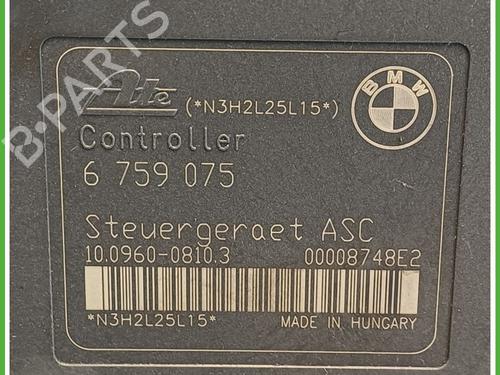 B-PARTS
Ate (*N3H2L25L15*)
BMW
Controller
6 759 075
Steuergeraet ASC
10.0960-0810.3 00008748E2
*N3H2L25L15* MADE IN HUNGARY